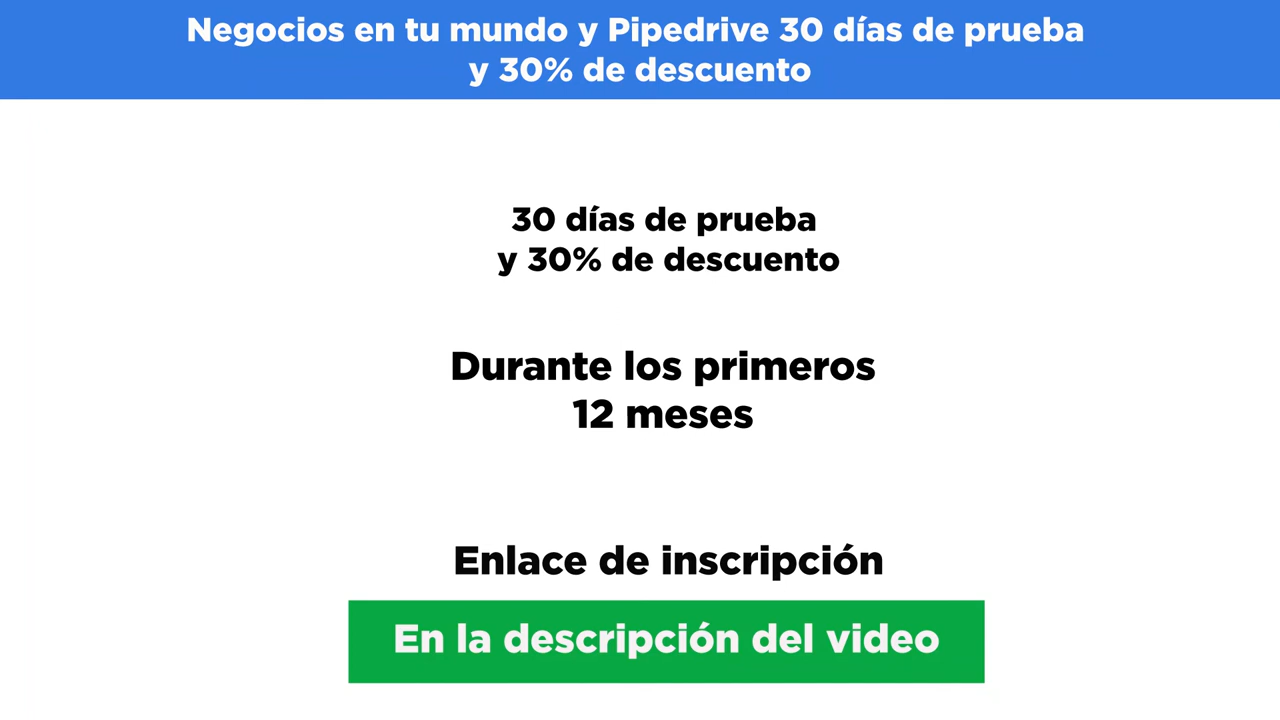 Negocios en tu mundo y Pipedrive 30 días de prueba
y 30% de descuento
30 días de prueba
y 30% de descuento
Durante los primeros
12 meses
Enlace de inscripción
En la descripción del video